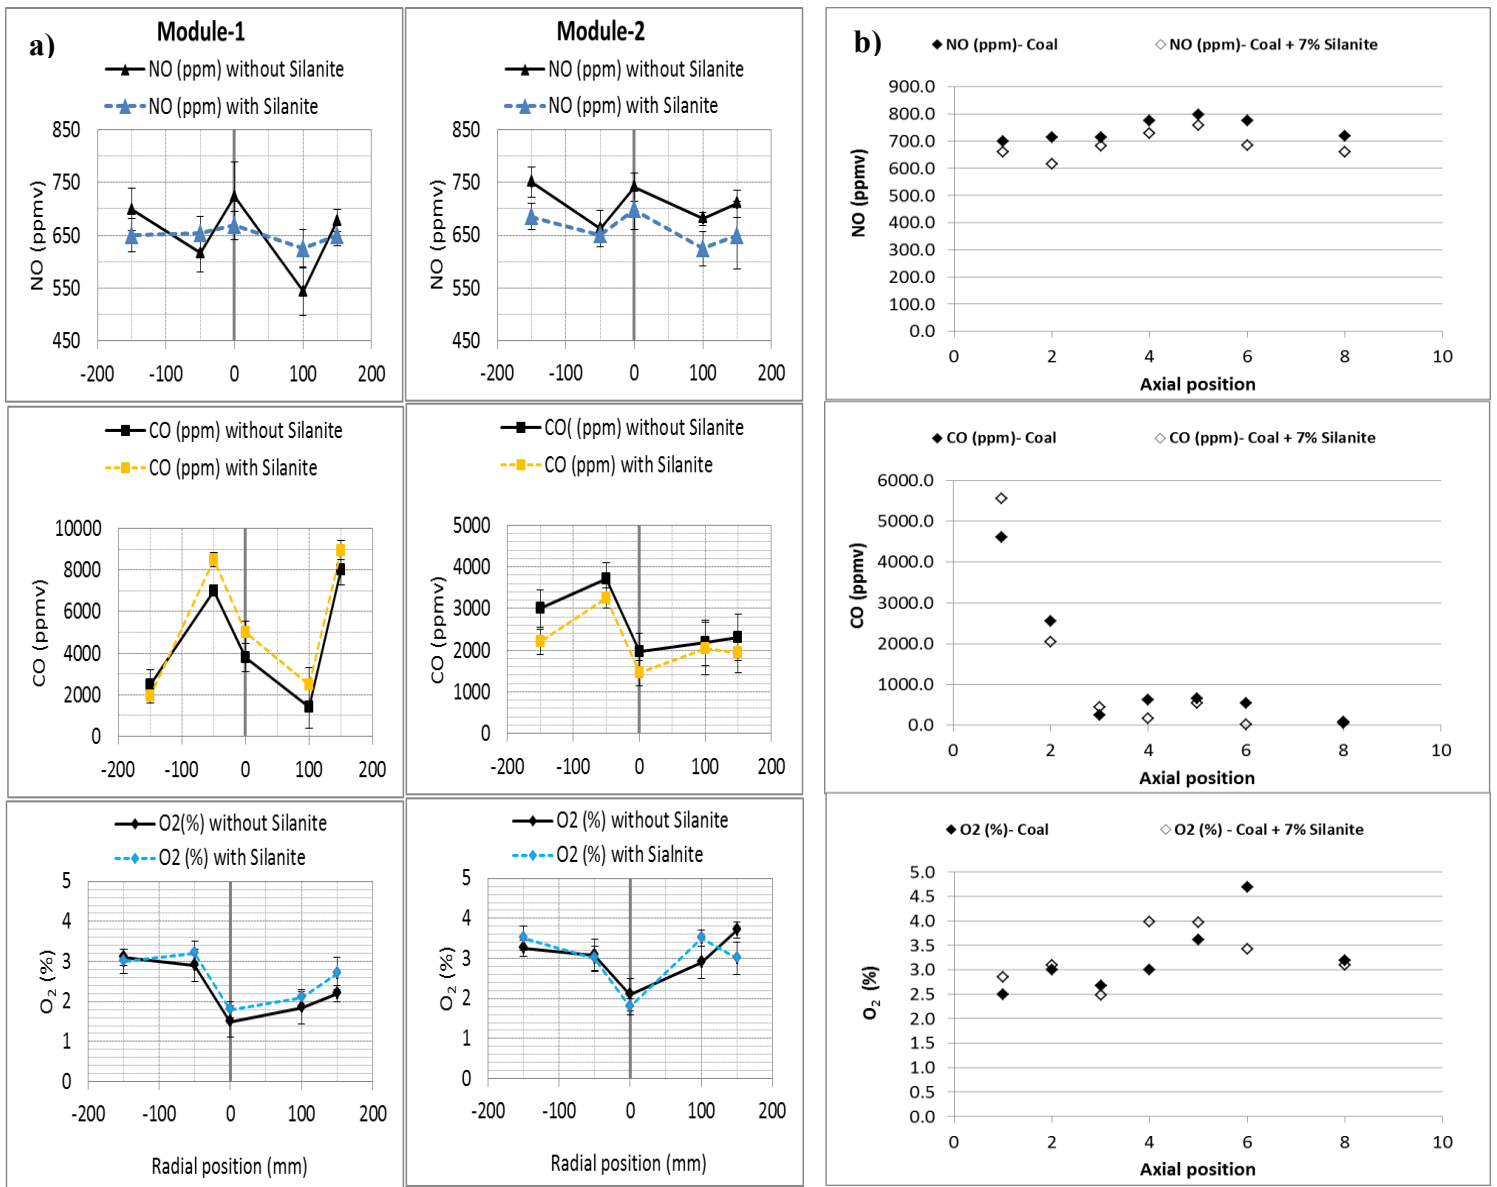 a)
Module-1
NO (ppm) without Silanite
NO (ppm) with Silanite
850
750
650
550
450
NO (ppmv)
-200 -100 0 100 200
Module-2
NO (ppm) without Silanite
NO (ppm) with Silanite
850
750
650
550
450
NO (ppmv)
-200 -100 0 100 200
CO (ppm) without Silanite
CO (ppm) with Silanite
10000
8000
6000
4000
2000
0
CO (ppmv)
-200 -100 0 100 200
CO( (ppm) without Silanite
CO (ppm) with Silanite
5000
4000
3000
2000
1000
0
CO (ppmv)
-200 -100 0 100 200
O2(%) without Silanite
O2 (%) with Silanite
5
4
3
2
1
0
O2 (%)
-200 -100 0 100 200
Radial position (mm)
O2 (%) without Silanite
O2 (%) with Sialnite
5
4
3
2
1
0
O2 (%)
-200 -100 0 100 200
Radial position (mm)
b)
NO (ppm)- Coal
NO (ppm)- Coal + 7% Silanite
900.0
800.0
700.0
600.0
500.0
400.0
300.0
200.0
100.0
0.0
NO (ppmv)
0 2 4 6 8 10
Axial position
CO (ppm)- Coal
CO (ppm)- Coal + 7% Silanite
6000.0
5000.0
4000.0
3000.0
2000.0
1000.0
0.0
CO (ppmv)
0 2 4 6 8 10
Axial position
O2 (%)- Coal
O2 (%) - Coal + 7% Silanite
5.0
4.5
4.0
3.5
3.0
2.5
2.0
1.5
1.0
0.5
0.0
O2 (%)
0 2 4 6 8 10
Axial position